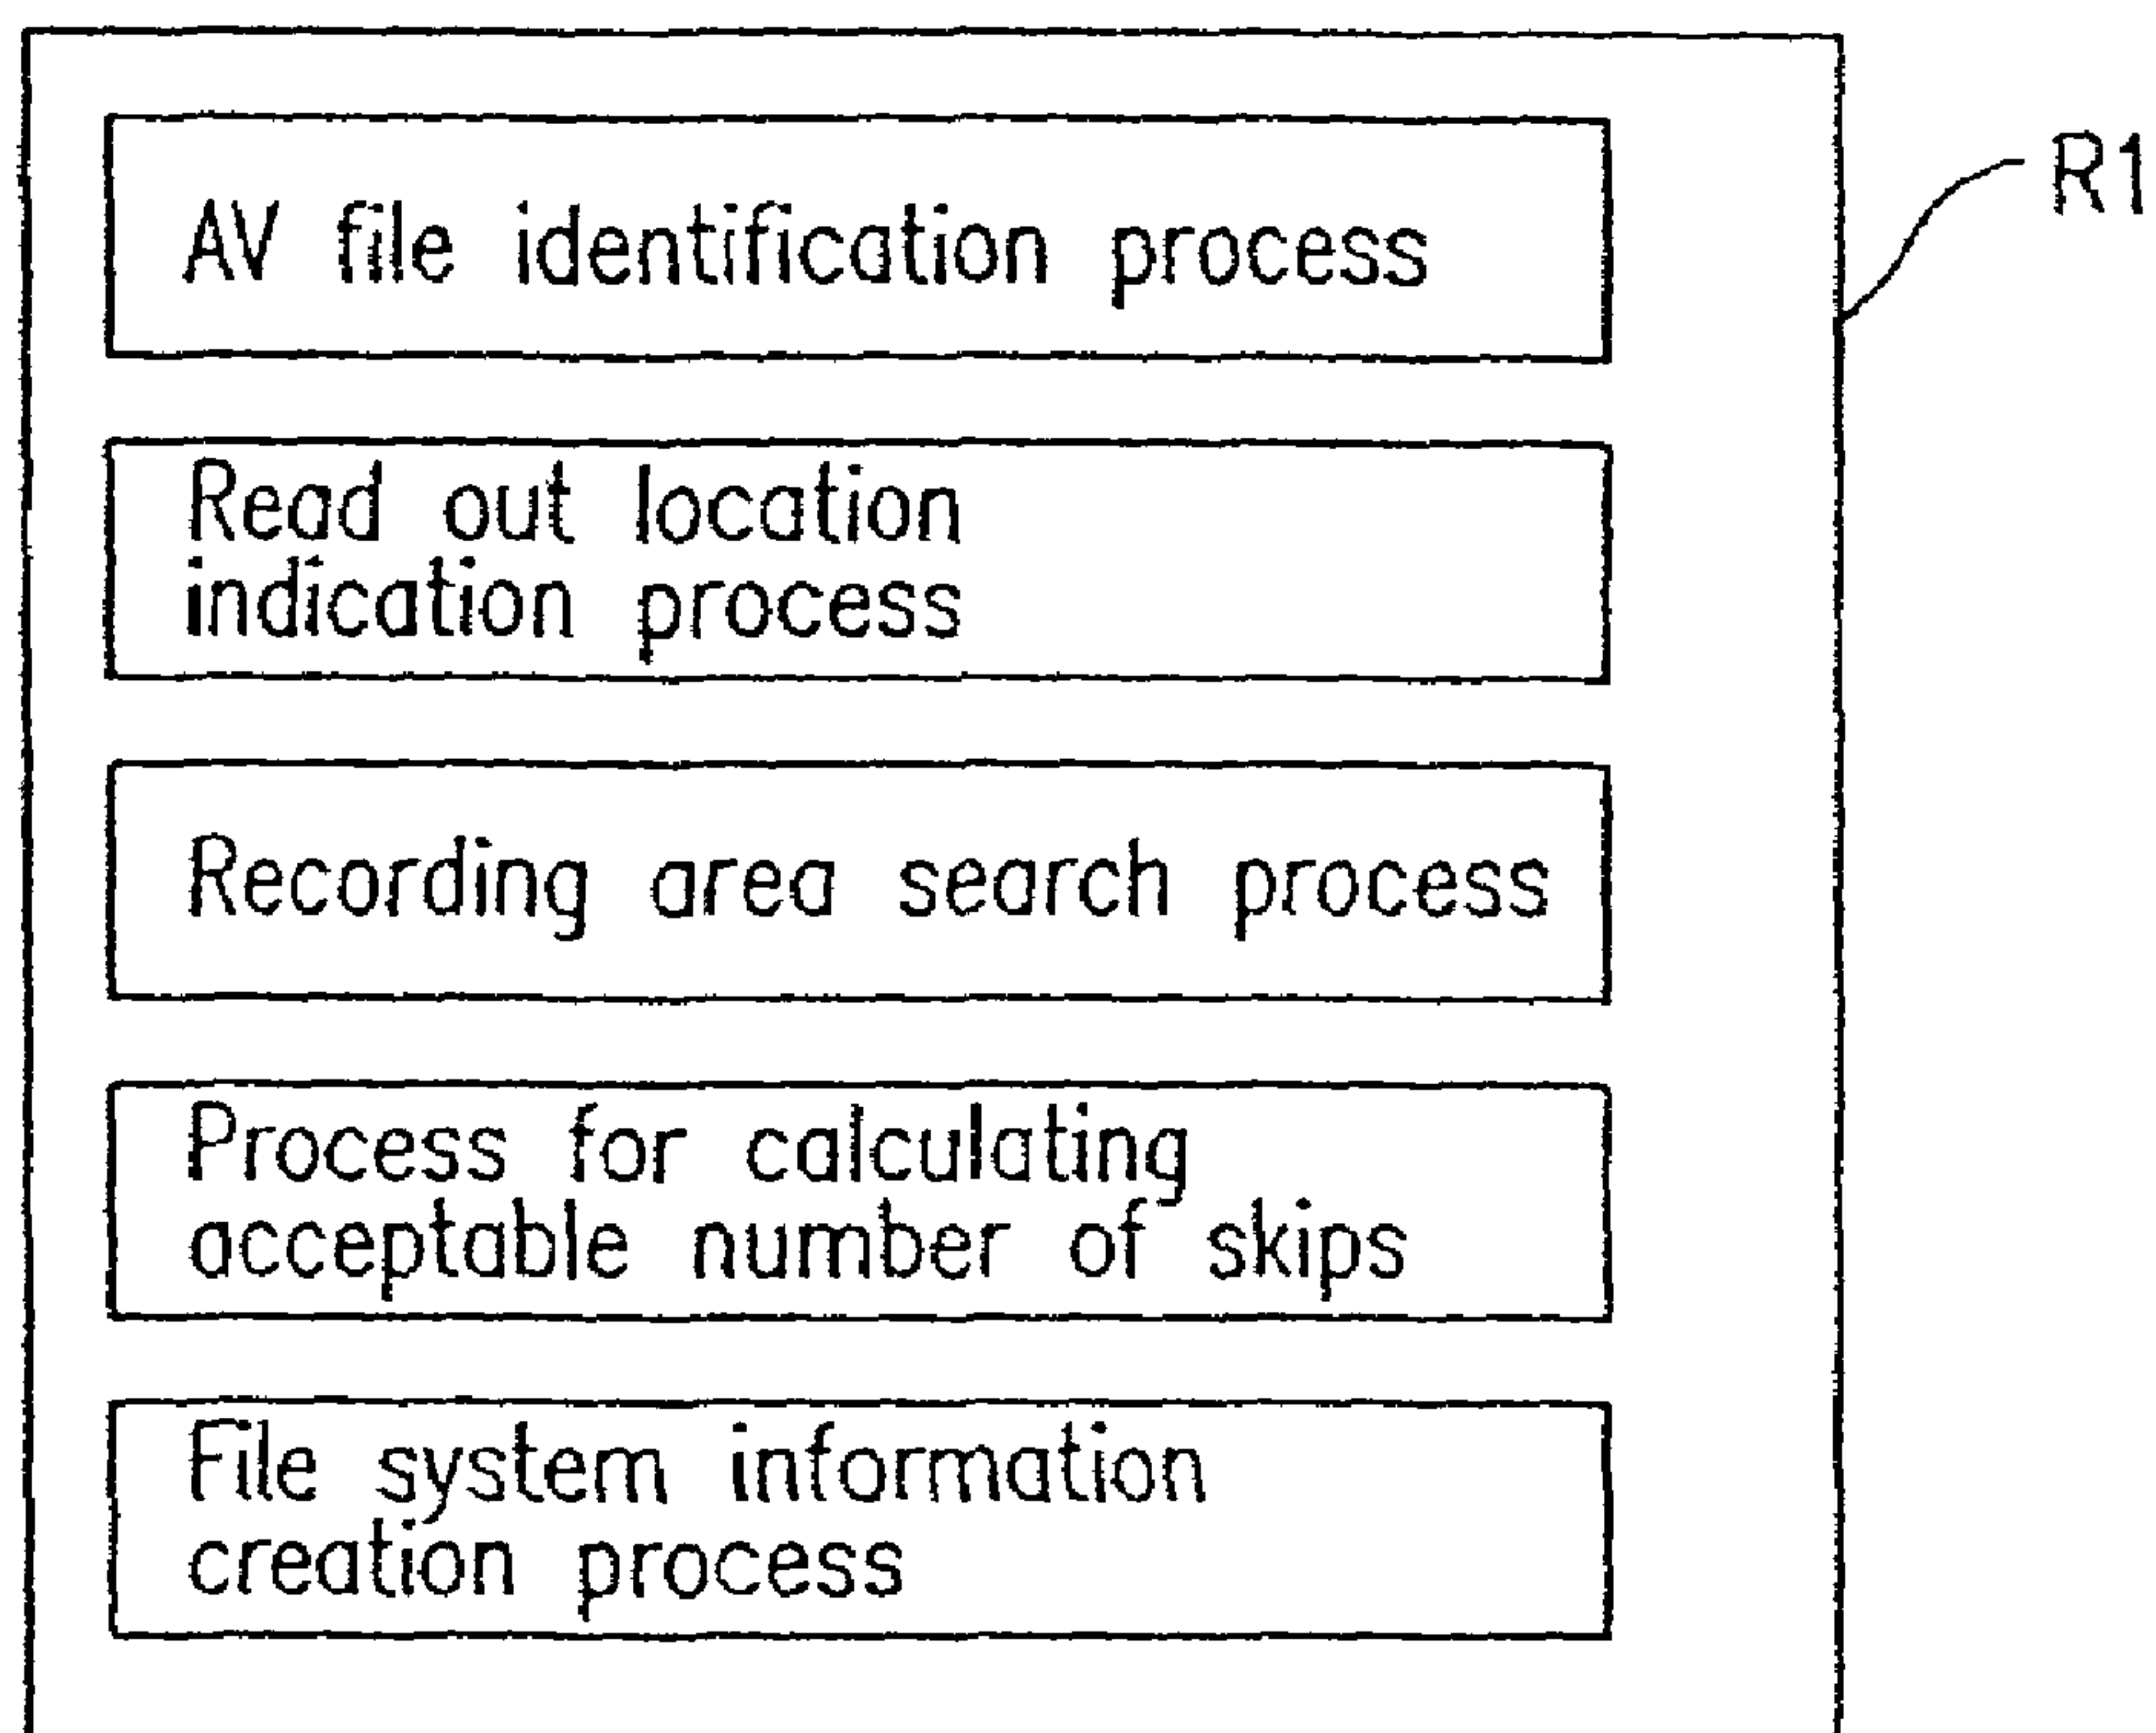 AV file identification process
R1
Read out location
indication process
Recording area search process
Process for calculating
acceptable number of skips
File system information
creation process